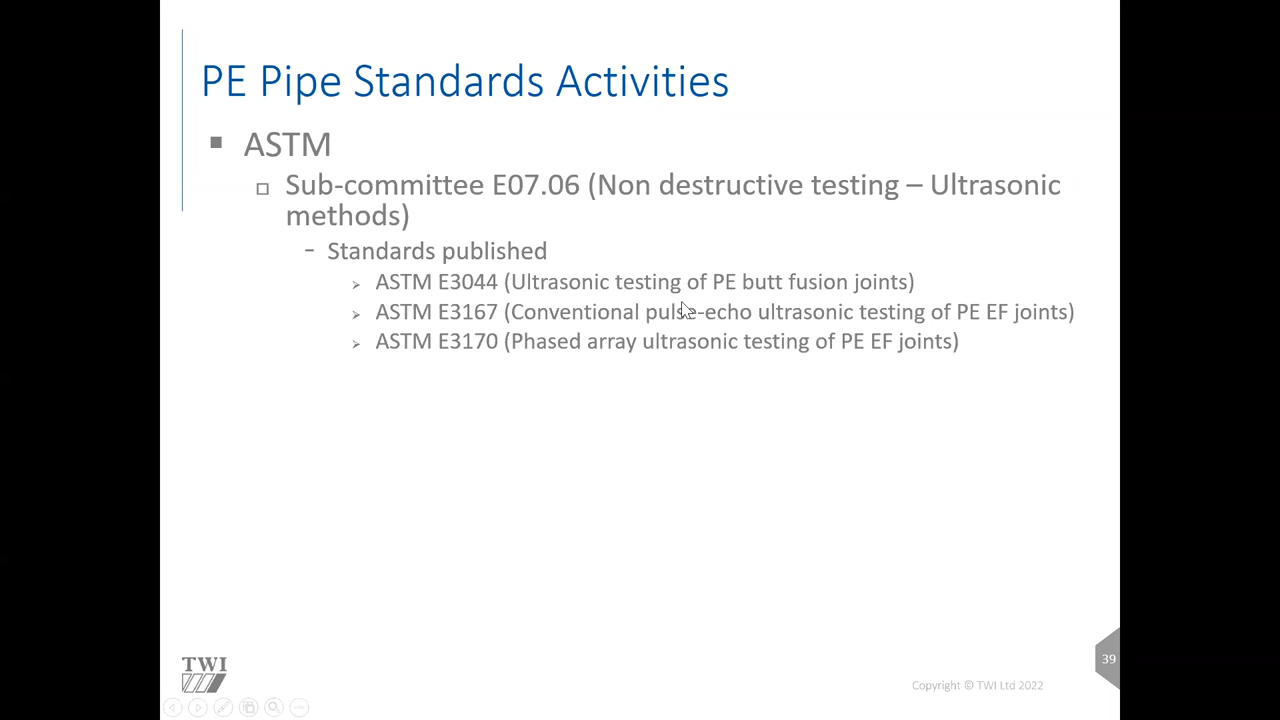 PE Pipe Standards Activities
ASTM
Sub-committee E07.06 (Non destructive testing – Ultrasonic
methods)
Standards published
ASTM E3044 (Ultrasonic testing of PE butt fusion joints)
ASTM E3167 (Conventional pulse-echo ultrasonic testing of PE EF joints)
ASTM E3170 (Phased array ultrasonic testing of PE EF joints)
39
TWI
Copyright © TWI Ltd 2022